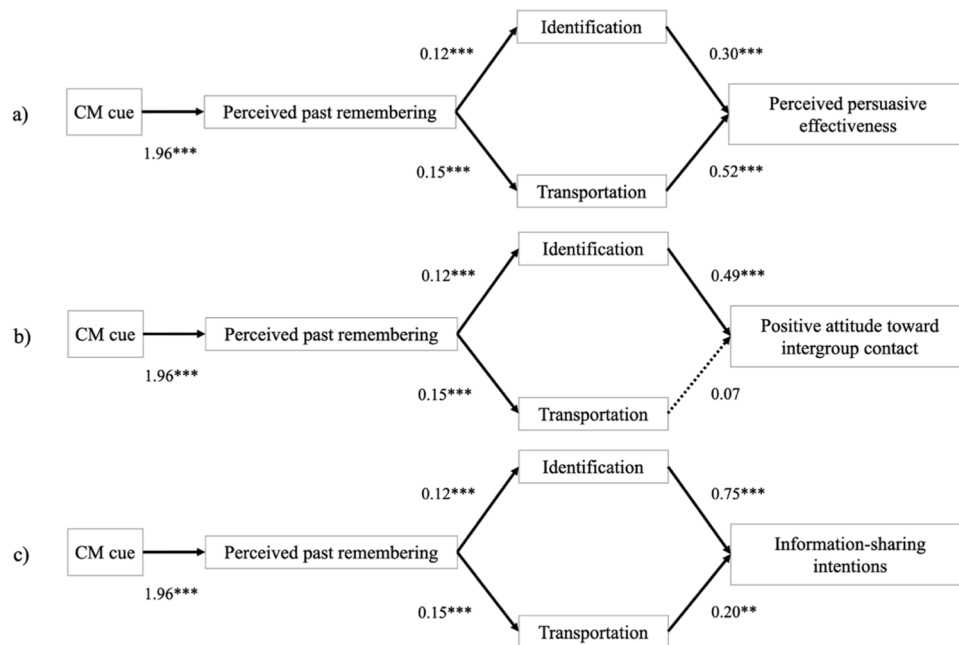 Identification
0.12***
0.30***
a)
CM cue
Perceived past remembering
Perceived persuasive
effectiveness
1.96***
0.15***
0.52***
Transportation
Identification
0.12***
0.49***
b)
CM cue
Perceived past remembering
Positive attitude toward
intergroup contact
1.96***
0.15***
0.07
Transportation
Identification
0.12***
0.75***
c)
CM cue
Perceived past remembering
Information-sharing
intentions
1.96***
0.15***
0.20**
Transportation